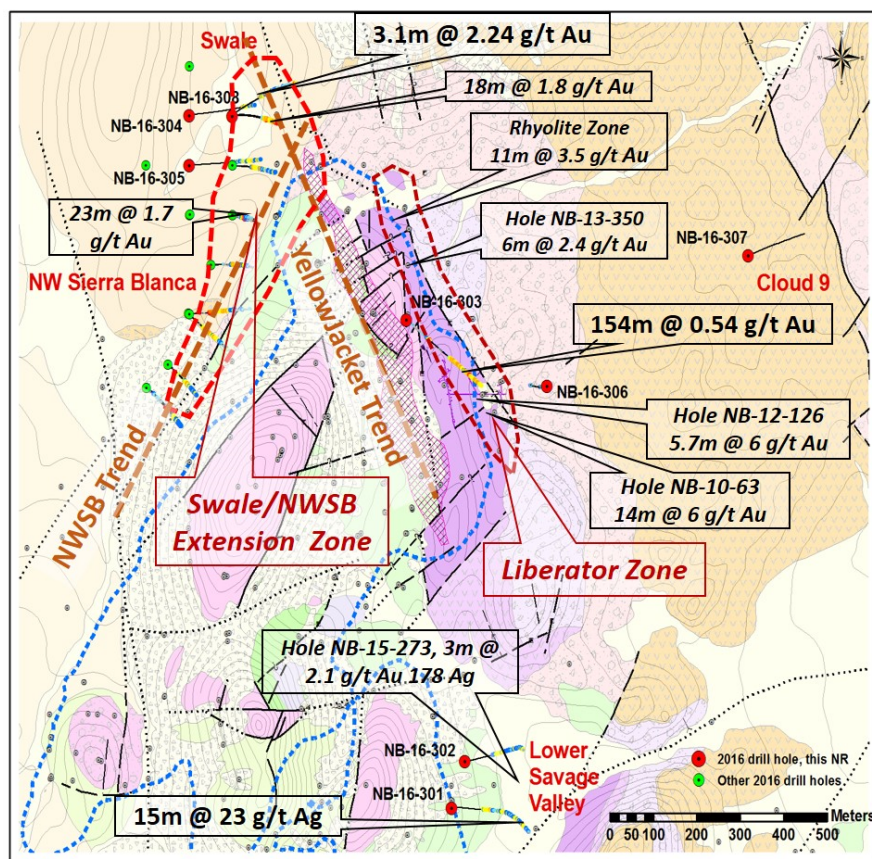 Swale
3.1m @ 2.24 g/t Au
NB-16-308
18m @ 1.8 g/t Au
NB-16-304
Rhyolite Zone
11m @ 3.5 g/t Au
NB-16-305
23m @ 1.7
g/t Au
Hole NB-13-350
6m @ 2.4 g/t Au
NB-16-307
NW Sierra Blanca
YellowJacket Trend
Cloud 9
NB-16-303
154m @ 0.54 g/t Au
NB-16-306
NWSB Trend
Hole NB-12-126
5.7m @ 6 g/t Au
Swale/NWSB
Extension Zone
Hole NB-10-63
14m @ 6 g/t Au
Liberator Zone
Hole NB-15-273, 3m @
2.1 g/t Au 178 Ag
NB-16-302
Lower
Savage
Valley
NB-16-301
15m @ 23 g/t Ag
2016 drill hole, this NR
Other 2016 drill holes
Meters
0 50 100 200 300 400 500